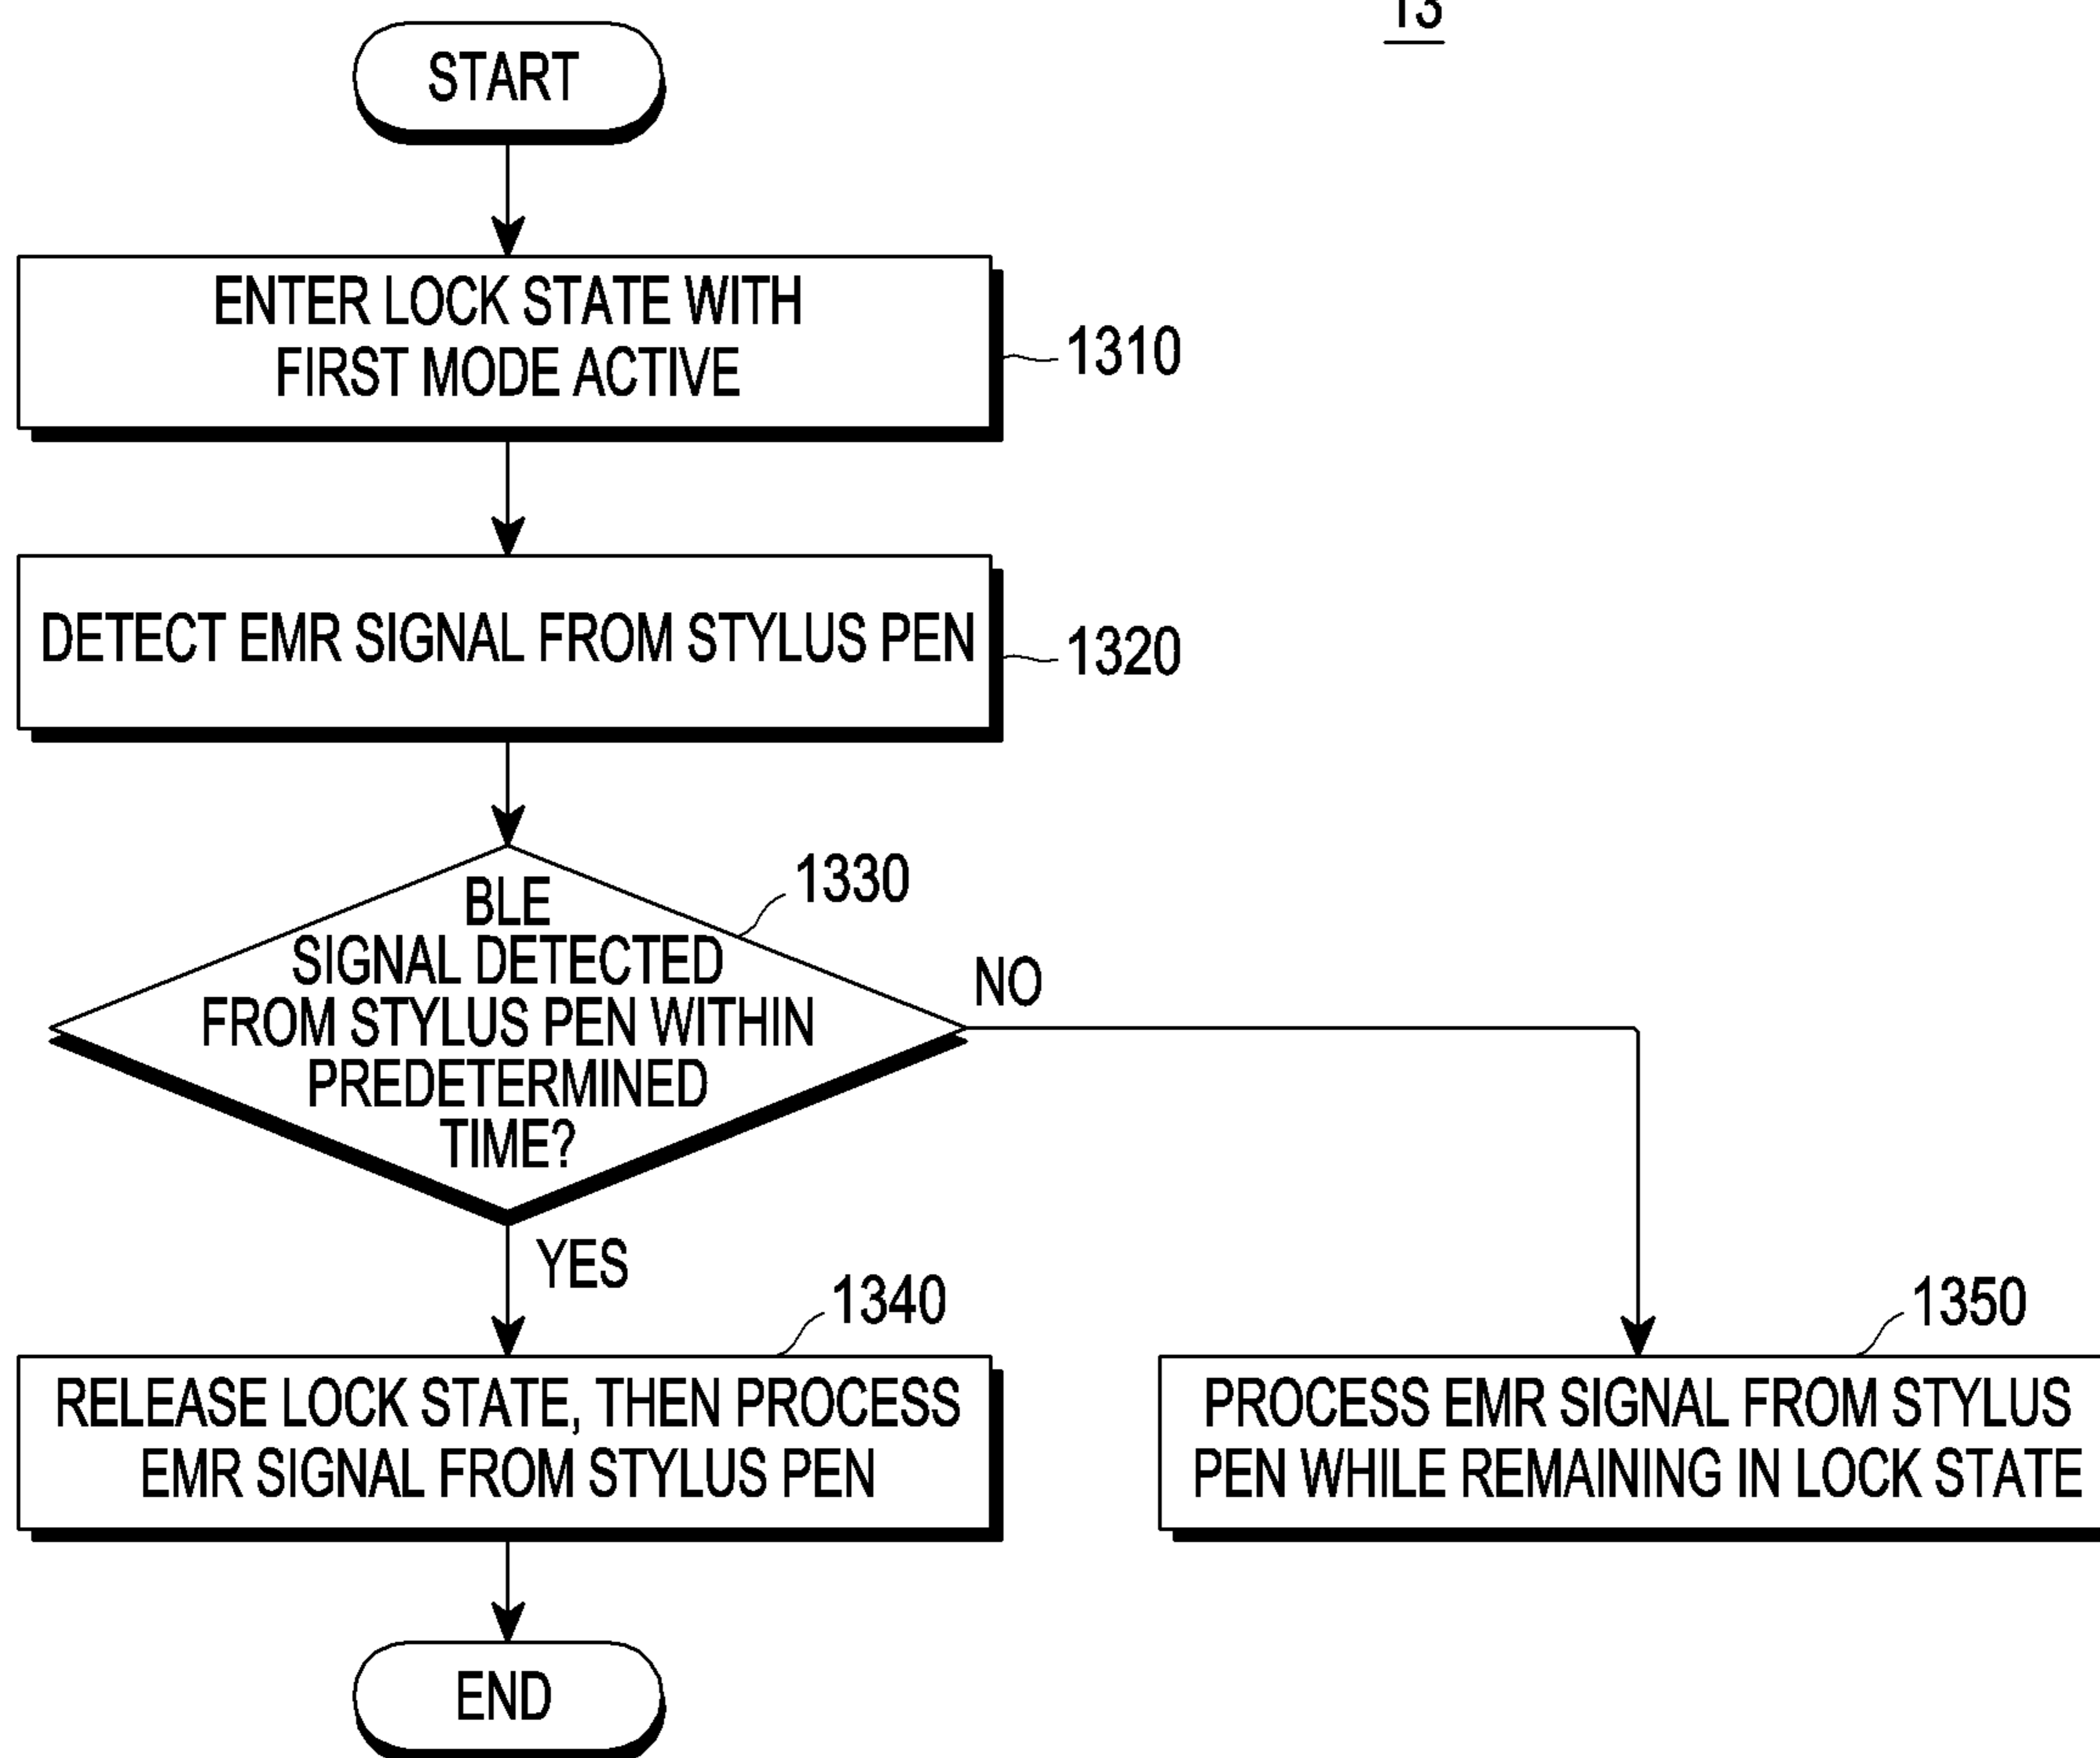 13
START
ENTER LOCK STATE WITH
FIRST MODE ACTIVE
1310
DETECT EMR SIGNAL FROM STYLUS PEN
1320
BLE
SIGNAL DETECTED
FROM STYLUS PEN WITHIN
PREDETERMINED
TIME?
1330
NO
YES
1340
RELEASE LOCK STATE, THEN PROCESS
EMR SIGNAL FROM STYLUS PEN
1350
PROCESS EMR SIGNAL FROM STYLUS
PEN WHILE REMAINING IN LOCK STATE
END